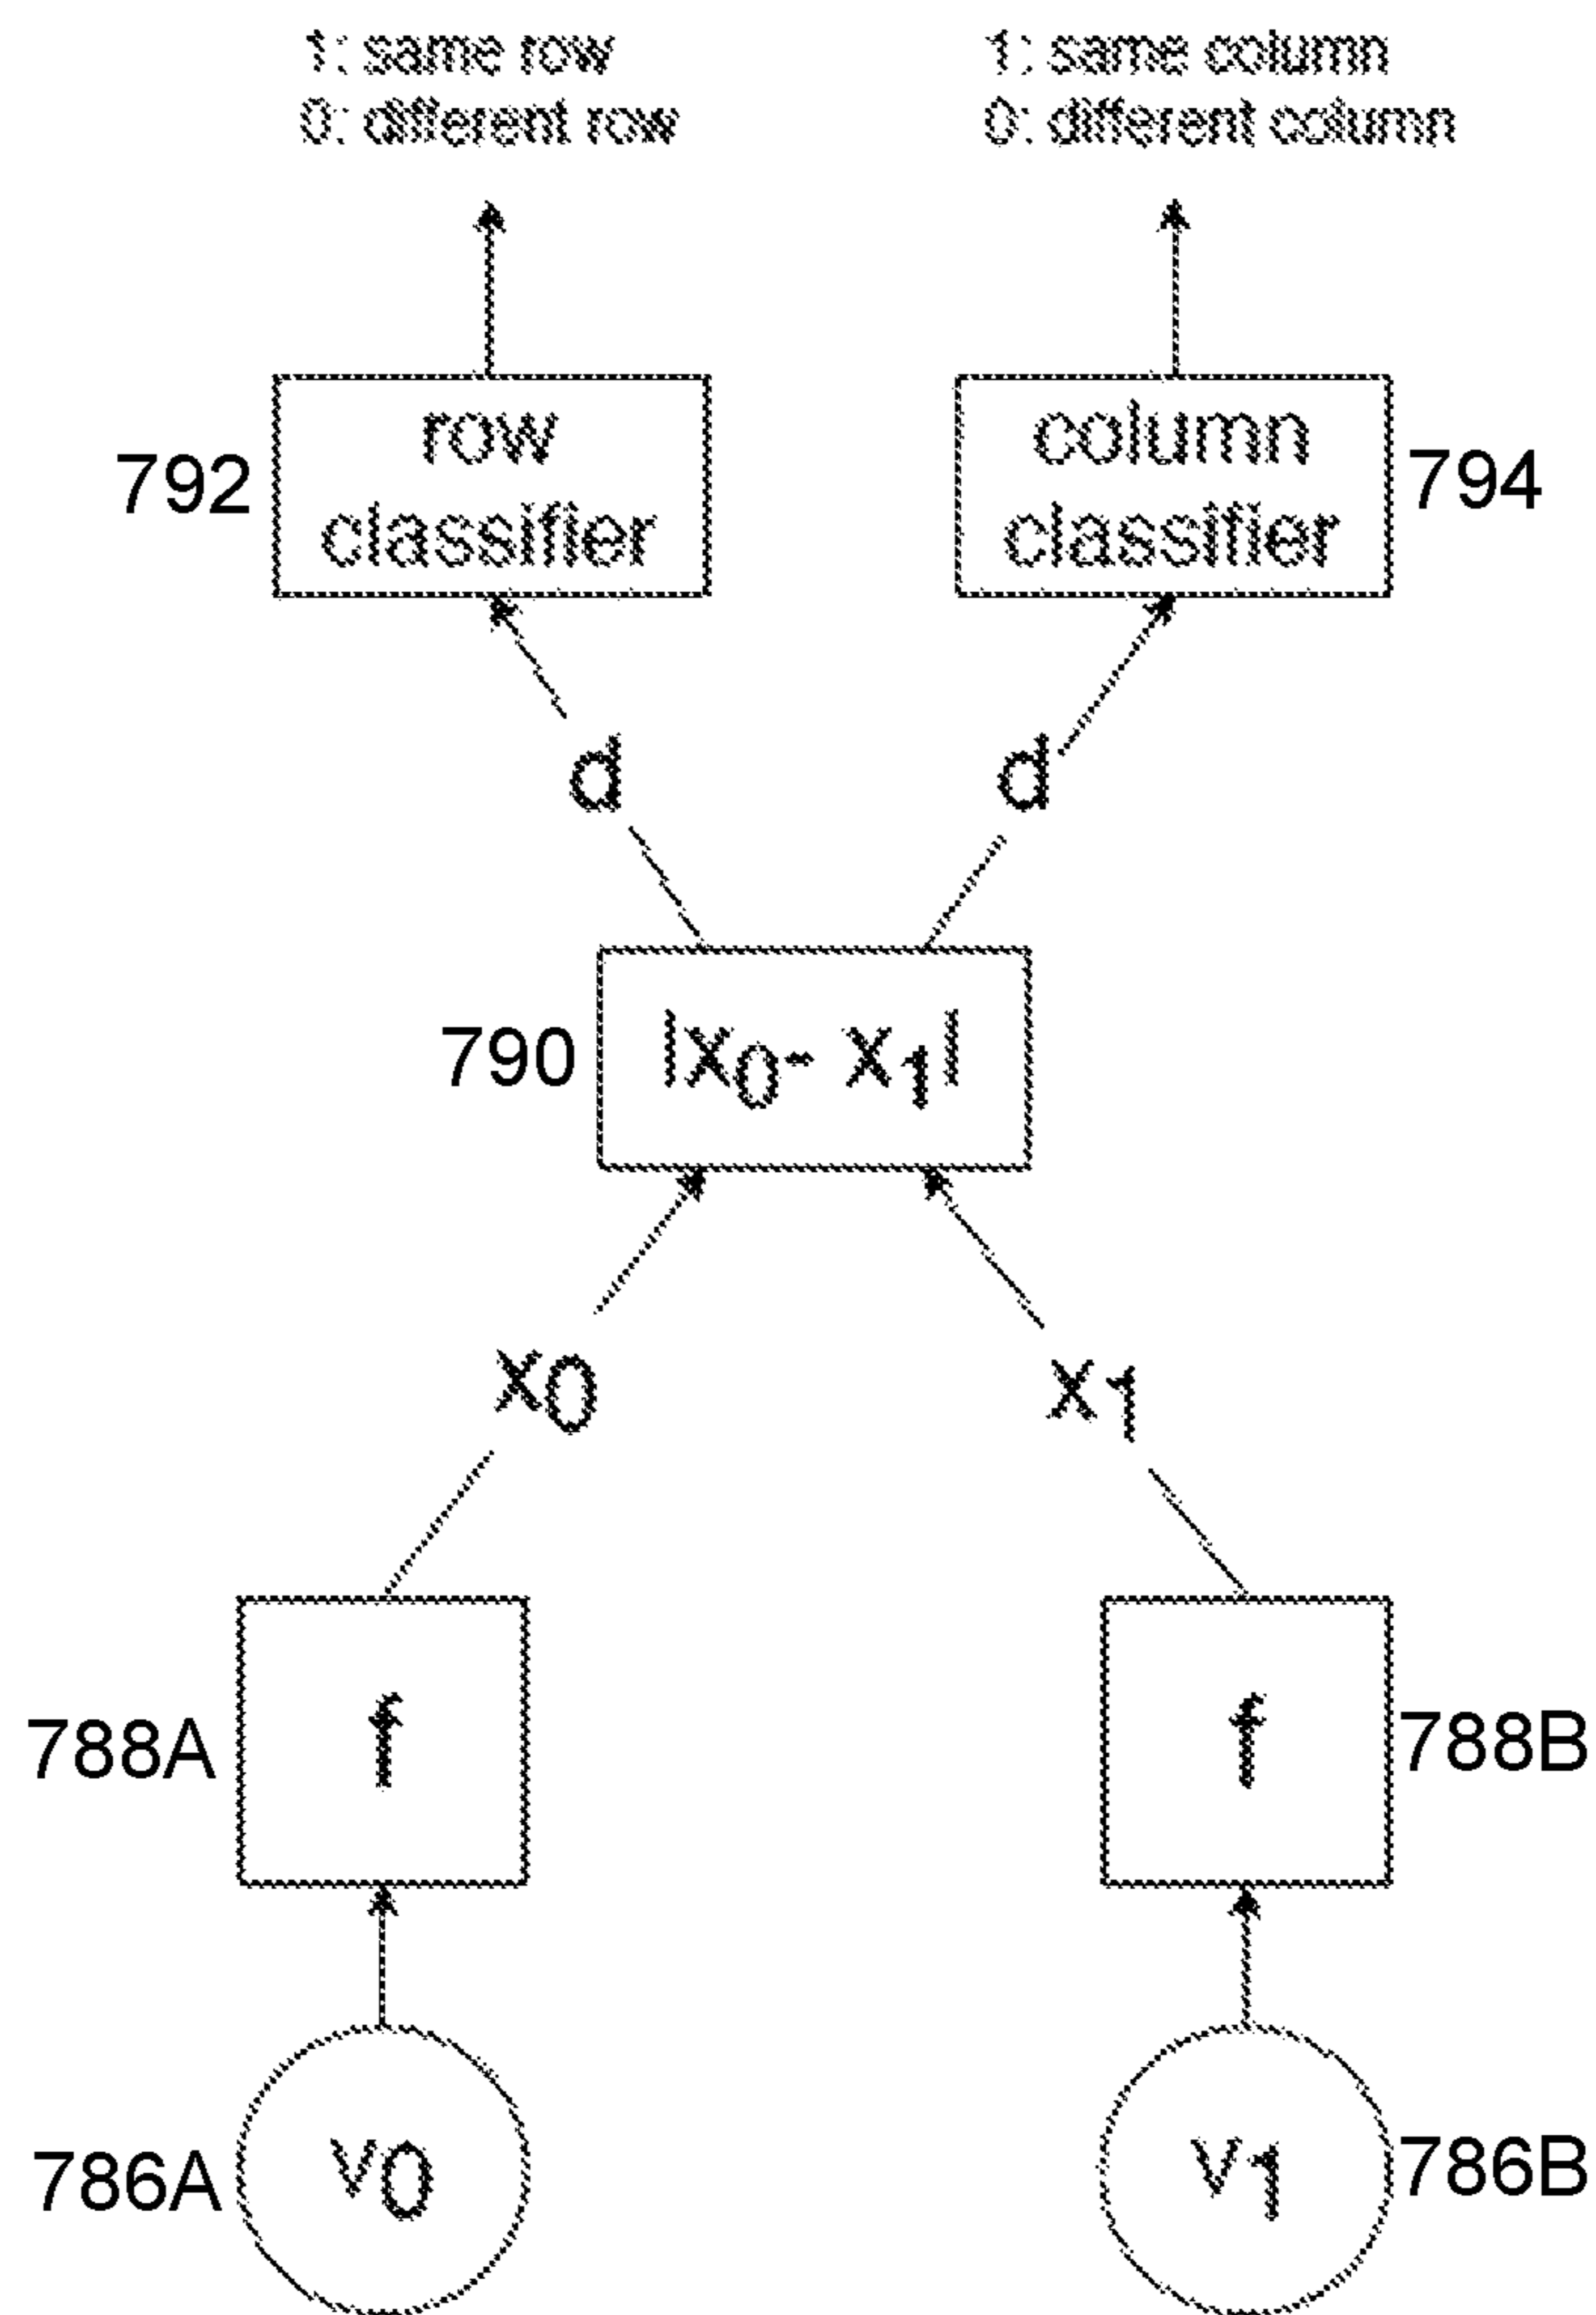 1: same row
0: different row
1: same column
0: different column
792
row
classifier
column
classifier
794
d
d
790
|x0- x1|
x0
x1
788A
f
f
788B
786A
v0
v1
786B